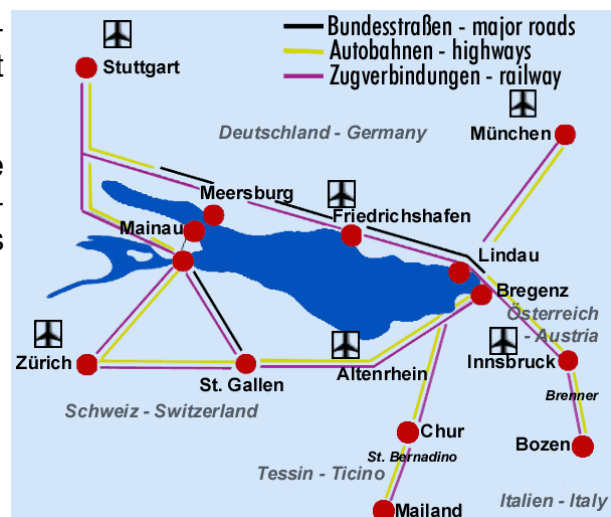 Bundesstraßen - major roads
Autobahnen - highways
Zugverbindungen - railway
Stuttgart
Deutschland - Germany
München
Meersburg
Mainau
Friedrichshafen
Lindau
Bregenz
Österreich
- Austria
Zürich
St. Gallen
Altenrhein
Innsbruck
Brenner
Schweiz - Switzerland
Chur
St. Bernadino
Bozen
Tessin - Ticino
Mailand
Italien - Italy